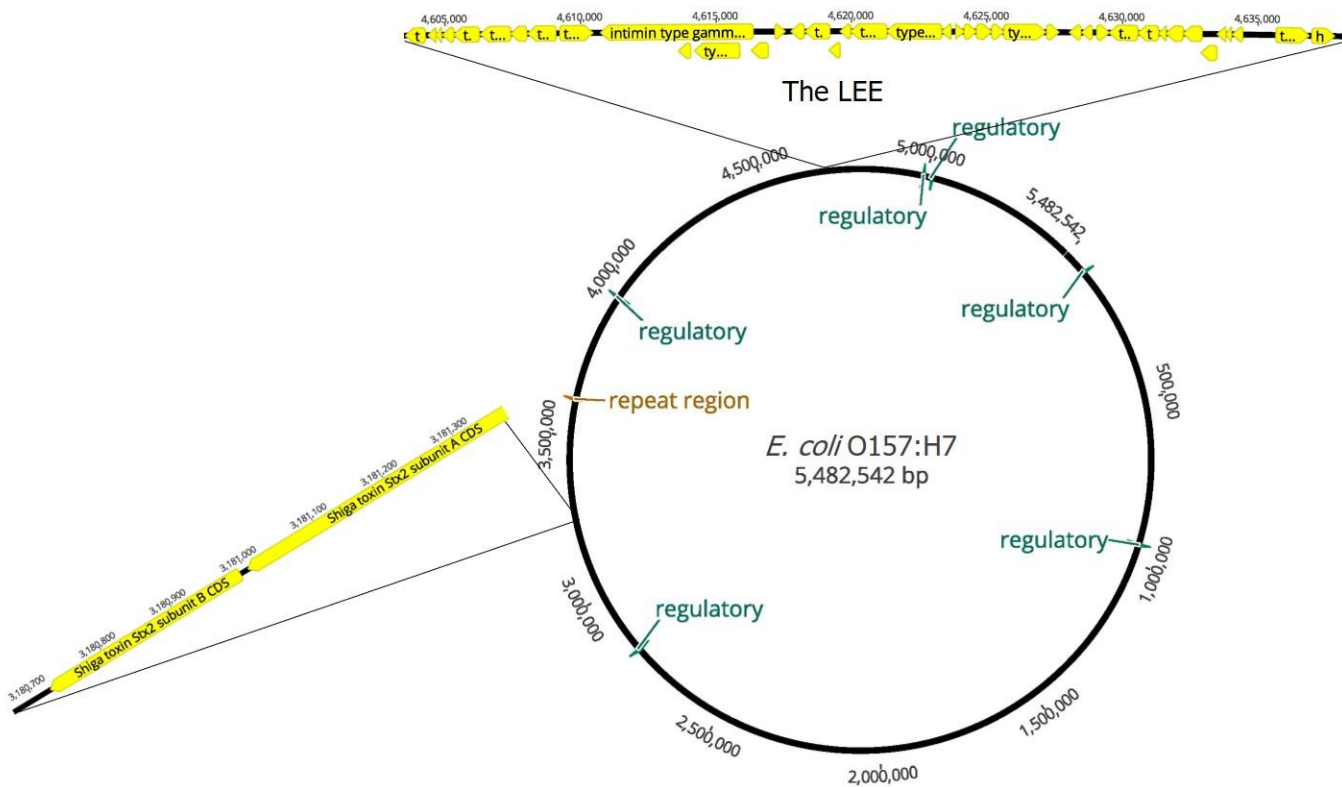 4,605,000 4,610,000 4,615,000 4,620,000 4,625,000 4,630,000 4,635,000
t t. t... t.. t... intimin type gamm... t. t... type... ty... t.. t t... h
ty...
The LEE
regulatory
5,000,000
4,500,000
regulatory
5,482,542
4,000,000
regulatory
regulatory
repeat region
500,000
3,500,000
E. coli O157:H7
5,482,542 bp
3,181,300
3,181,200
Shiga toxin Stx2 subunit A CDS
3,181,100
3,181,000
3,180,900
Shiga toxin Stx2 subunit B CDS
3,180,800
3,180,700
regulatory
1,000,000
3,000,000
regulatory
1,500,000
2,500,000
2,000,000